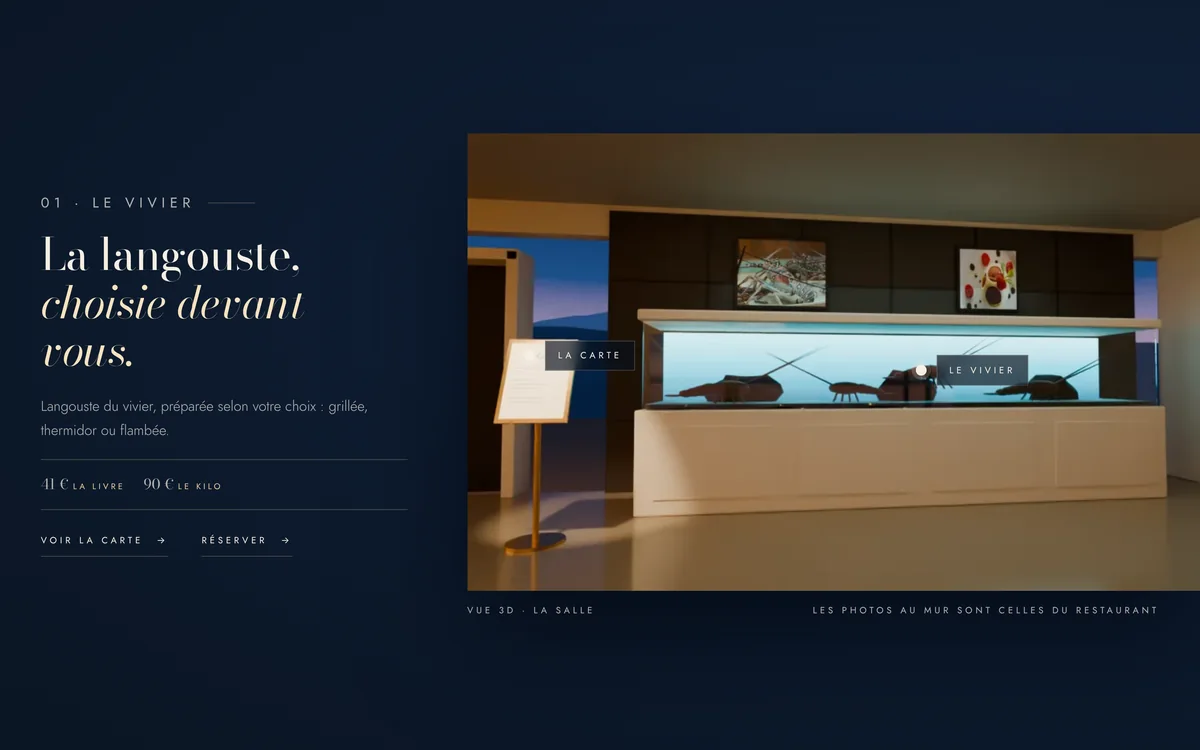 01 · LE VIVIER
La langouste,
choisie devant
vous.
Langouste du vivier, préparée selon votre choix : grillée,
thermidor ou flambée.
41 € LA LIVRE 90 € LE KILO
VOIR LA CARTE → RÉSERVER →
LA CARTE
LE VIVIER
VUE 3D · LA SALLE
LES PHOTOS AU MUR SONT CELLES DU RESTAURANT